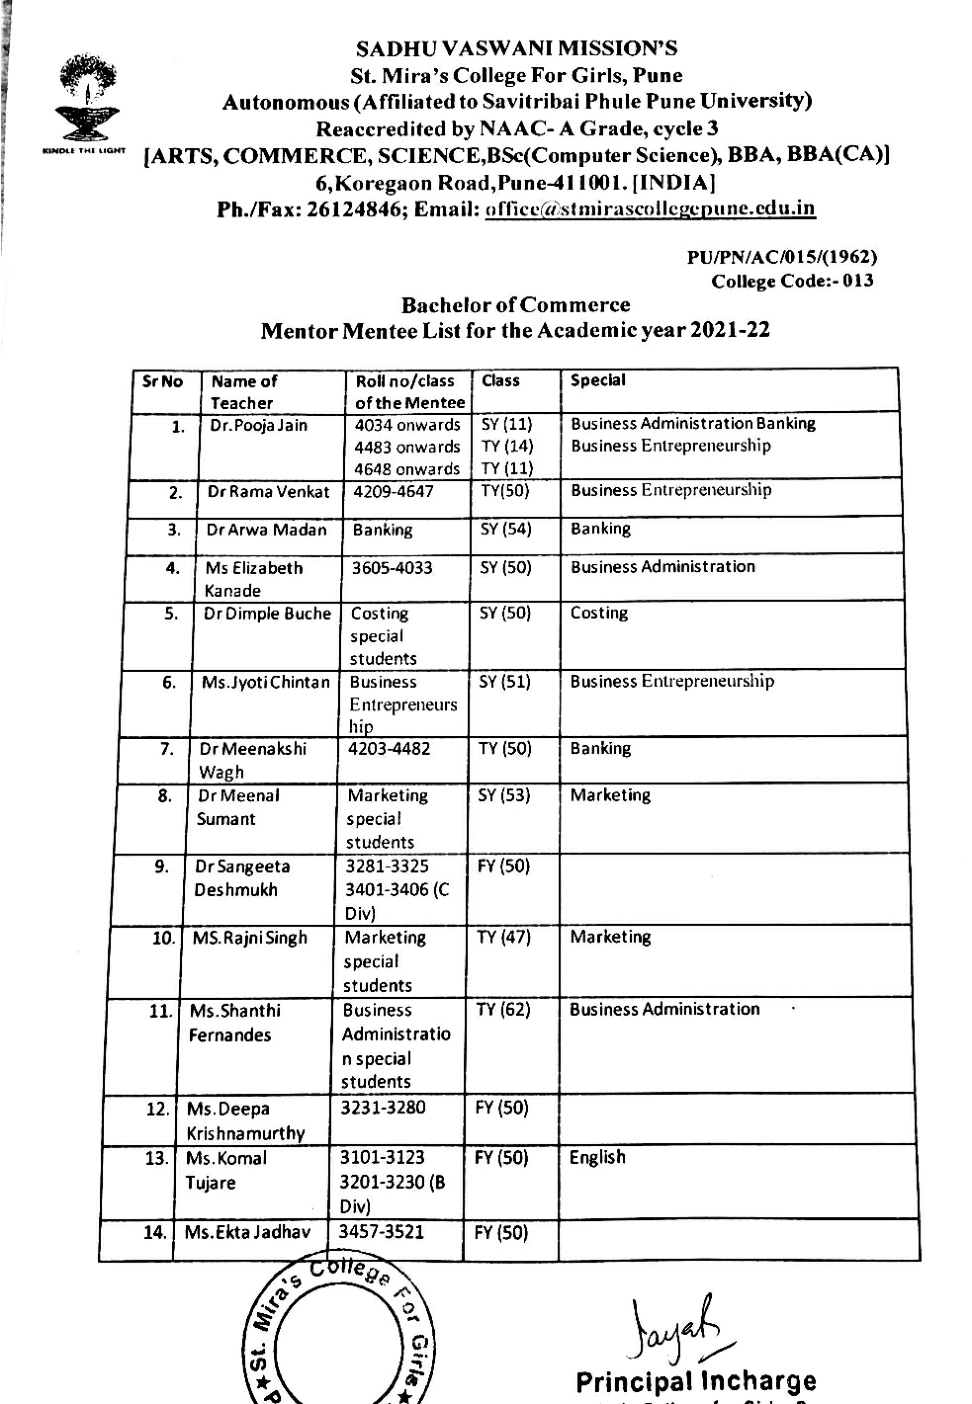 SADHU VASWANI MISSION'S
St. Mira's College For Girls, Pune
Autonomous (Affiliated to Savitribai Phule Pune University)
Reaccredited by NAAC- A Grade, cycle 3
[ARTS, COMMERCE, SCIENCE,BSc(Computer Science), BBA, BBA(CA)]
6,Koregaon Road,Pune-411001. [INDIA]
Ph./Fax: 26124846; Email: office@stmirascollegepune.edu.in
KINDLE THE LIGHT
PU/PN/AC/015/(1962)
College Code:- 013
Bachelor of Commerce
Mentor Mentee List for the Academic year 2021-22
Sr No Name of Roll no/class Class Special
Teacher of the Mentee
1. Dr.Pooja Jain 4034 onwards SY (11) Business Administration Banking
4483 onwards TY (14) Business Entrepreneurship
4648 onwards TY (11)
2. Dr Rama Venkat 4209-4647 TY(50) Business Entrepreneurship
3. Dr Arwa Madan Banking SY (54) Banking
4. Ms Elizabeth 3605-4033 SY (50) Business Administration
Kanade
5. Dr Dimple Buche Costing SY (50) Costing
special
students
6. Ms.Jyoti Chintan Business SY (51) Business Entrepreneurship
Entrepreneurs
hip
7. Dr Meenakshi 4203-4482 TY (50) Banking
Wagh
8. Dr Meenal Marketing SY (53) Marketing
Sumant special
students
9. Dr Sangeeta 3281-3325 FY (50)
Deshmukh 3401-3406 (C
Div)
10. MS.Rajni Singh Marketing TY (47) Marketing
special
students
11. Ms.Shanthi Business TY (62) Business Administration
Fernandes Administratio
n special
students
12. Ms.Deepa 3231-3280 FY (50)
Krishnamurthy
13. Ms.Komal 3101-3123 FY (50) English
Tujare 3201-3230 (B
Div)
14. Ms.Ekta Jadhav 3457-3521 FY (50)
St. Mira's College For Girls
Principal Incharge